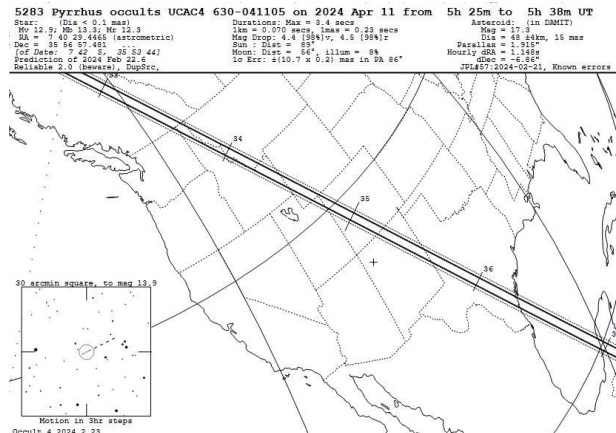 5283 Pyrrhus occults UCAC4 630-041105 on 2024 Apr 11 from 5h 25m to 5h 38m UT
Star: (Dia < 0.1 mas)
Mv 12.9; Mb 13.3; Mr 12.3
RA = 7 40 29.4465 (astrometric)
Dec = 35 56 57.481 ...
[of Date: 7 42 5, 35 53 44]
Prediction of 2024 Feb 22.6
Reliable 2.0 (beware), DupSrc,
Durations: Max = 3.4 secs
1km = 0.070 secs, 1mas = 0.23 secs
Mag Drop: 4.4 [98%]v, 4.5 [98%]r
Sun : Dist = 89°
Moon: Dist = 56°, illum = 8%
1σ Err: ±(10.7 x 0.2) mas in PA 86°
Asteroid: (in DAMIT)
Mag = 17.3
Dia = 48 ±4km, 15 mas
Parallax = 1.915"
Hourly dRA = 1.148s
dDec = -6.86"
JPL#57:2024-02-21, Known errors
33
34
35
36
30 arcmin square, to mag 13.9
Motion in 3hr steps
Occult 4 2024 2 23